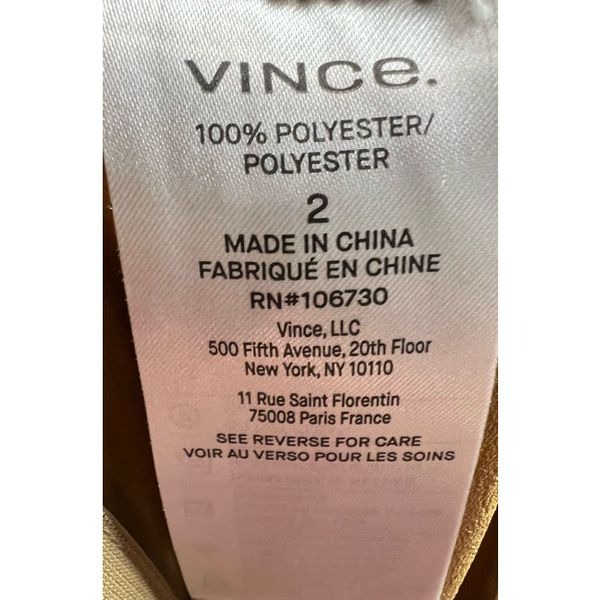 VINCe.
100% POLYESTER/
POLYESTER
2
MADE IN CHINA
FABRIQUÉ EN CHINE
RN#106730
Vince, LLC
500 Fifth Avenue, 20th Floor
New York, NY 10110
11 Rue Saint Florentin
75008 Paris France
SEE REVERSE FOR CARE
VOIR AU VERSO POUR LES SOINS